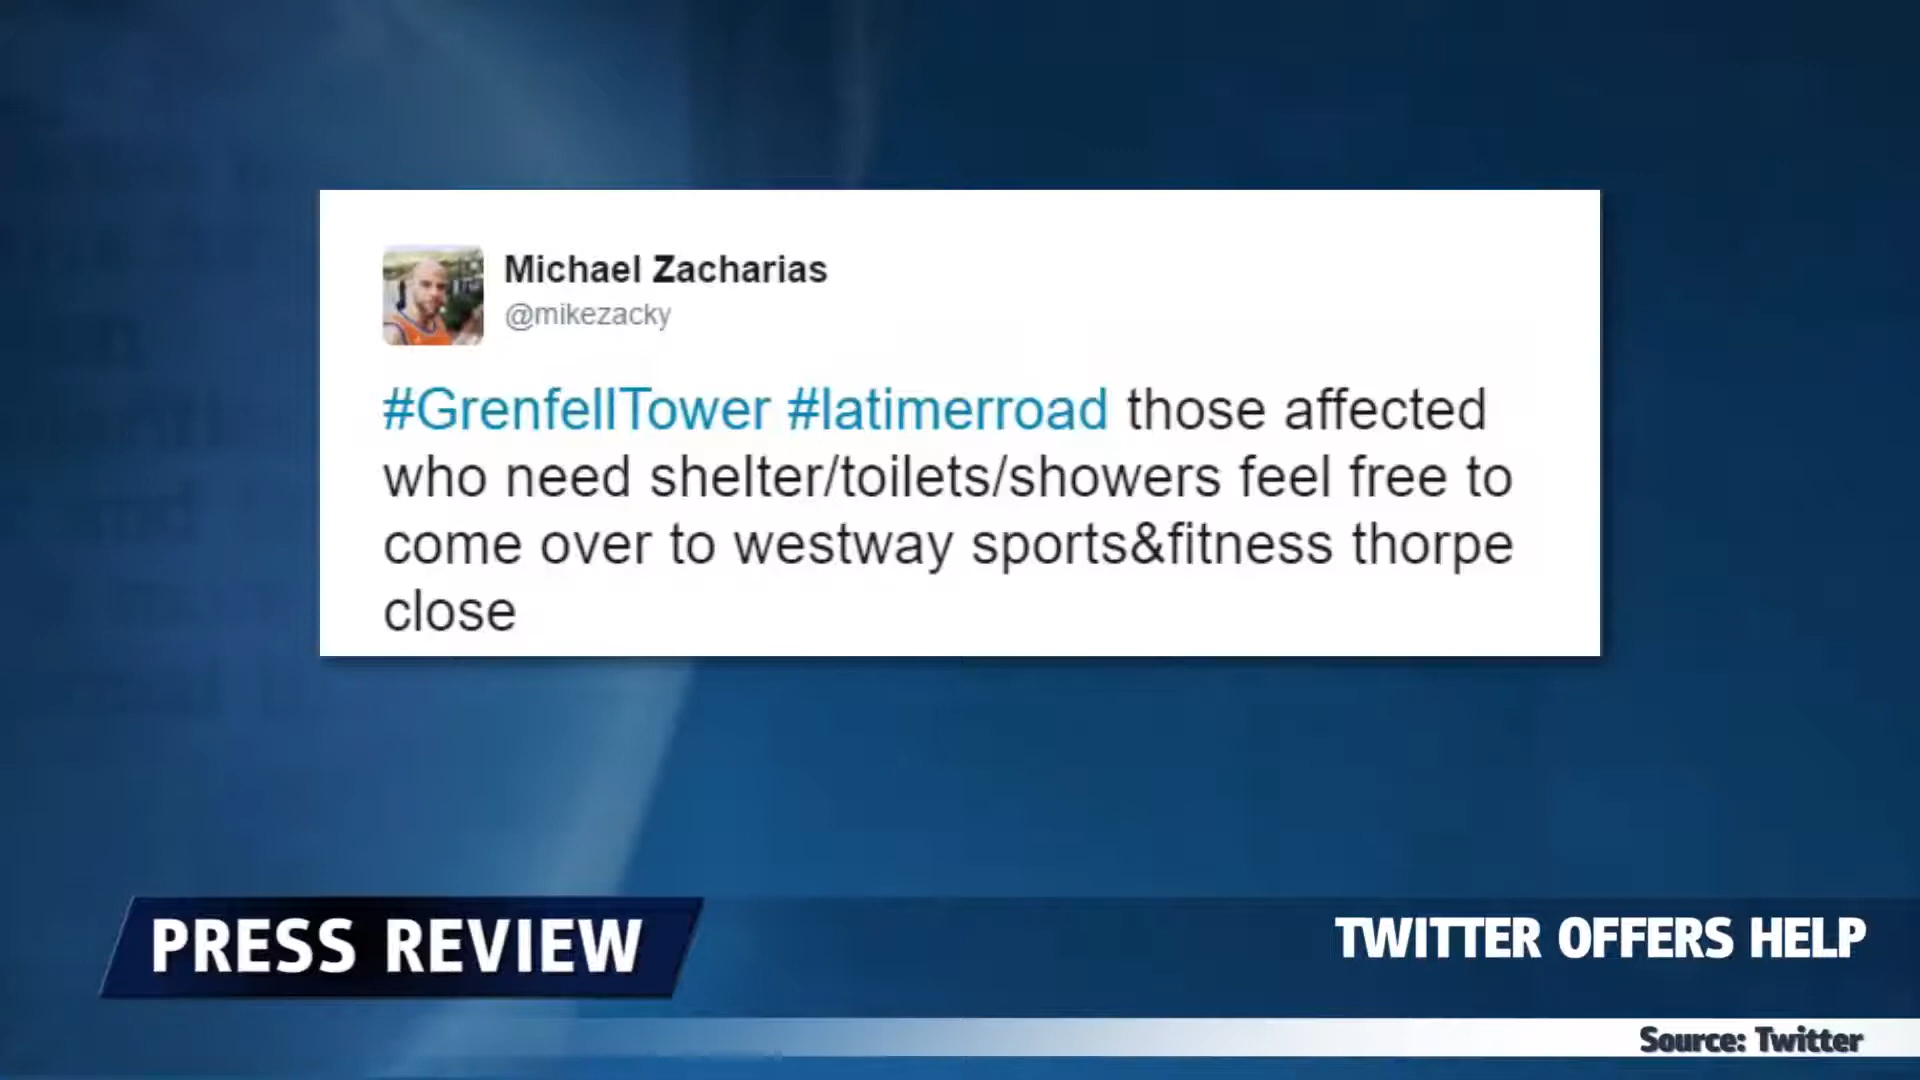 Michael Zacharias
@mikezacky
#GrenfellTower #latimerroad those affected
who need shelter/toilets/showers feel free to
come over to westway sports&fitness thorpe
close
PRESS REVIEW
TWITTER OFFERS HELP
Source: Twitter